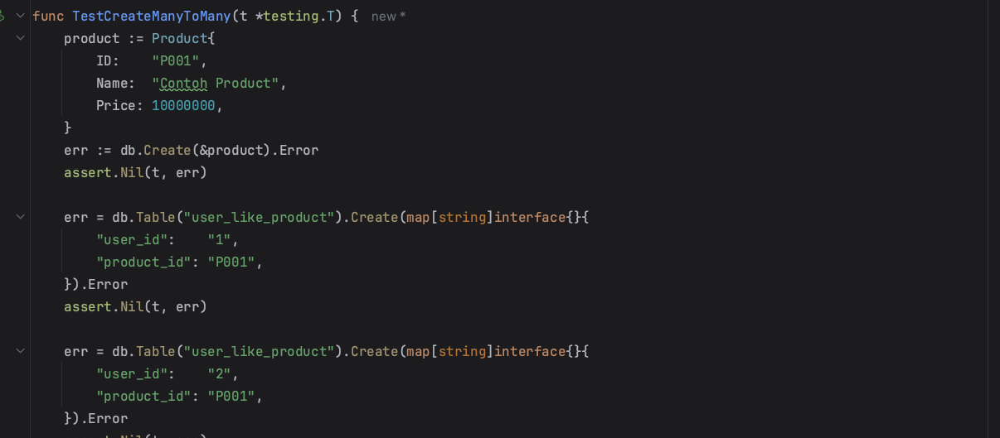 func TestCreateManyToMany(t *testing.T) { new *
    product := Product{
        ID:    "P001",
        Name:  "Contoh Product",
        Price: 10000000,
    }
    err := db.Create(&product).Error
    assert.Nil(t, err)

    err = db.Table("user_like_product").Create(map[string]interface{}{
        "user_id":    "1",
        "product_id": "P001",
    }).Error
    assert.Nil(t, err)

    err = db.Table("user_like_product").Create(map[string]interface{}{
        "user_id":    "2",
        "product_id": "P001",
    }).Error